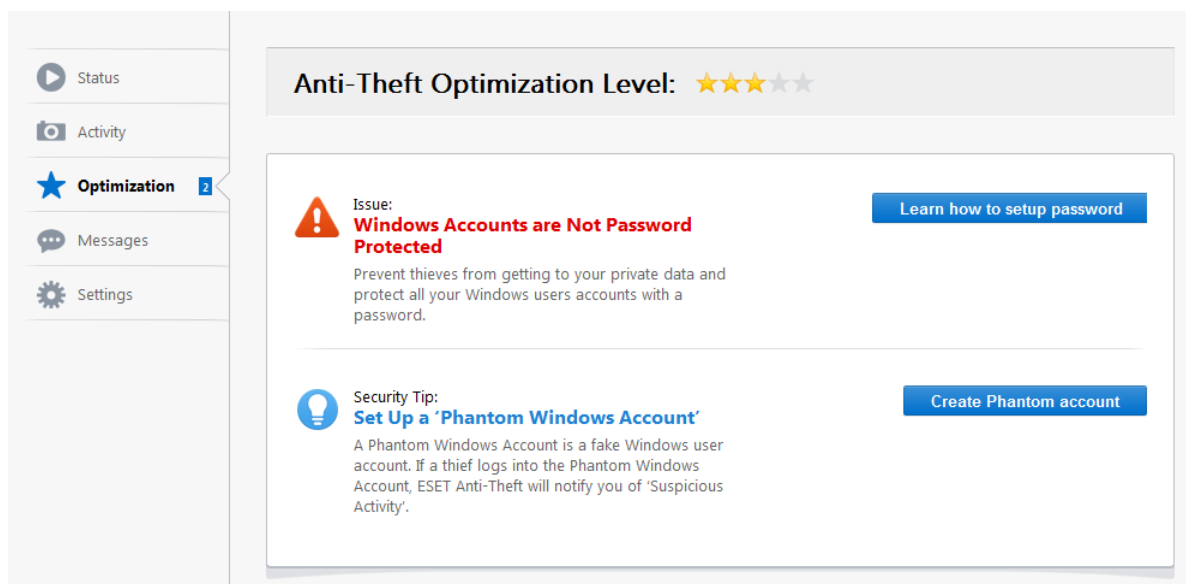 Status
Activity
Optimization 2
Messages
Settings
Anti-Theft Optimization Level:
Issue:
Windows Accounts are Not Password
Protected
Prevent thieves from getting to your private data and
protect all your Windows users accounts with a
password.
Learn how to setup password
Security Tip:
Set Up a ‘Phantom Windows Account’
A Phantom Windows Account is a fake Windows user
account. If a thief logs into the Phantom Windows
Account, ESET Anti-Theft will notify you of ‘Suspicious
Activity’.
Create Phantom account